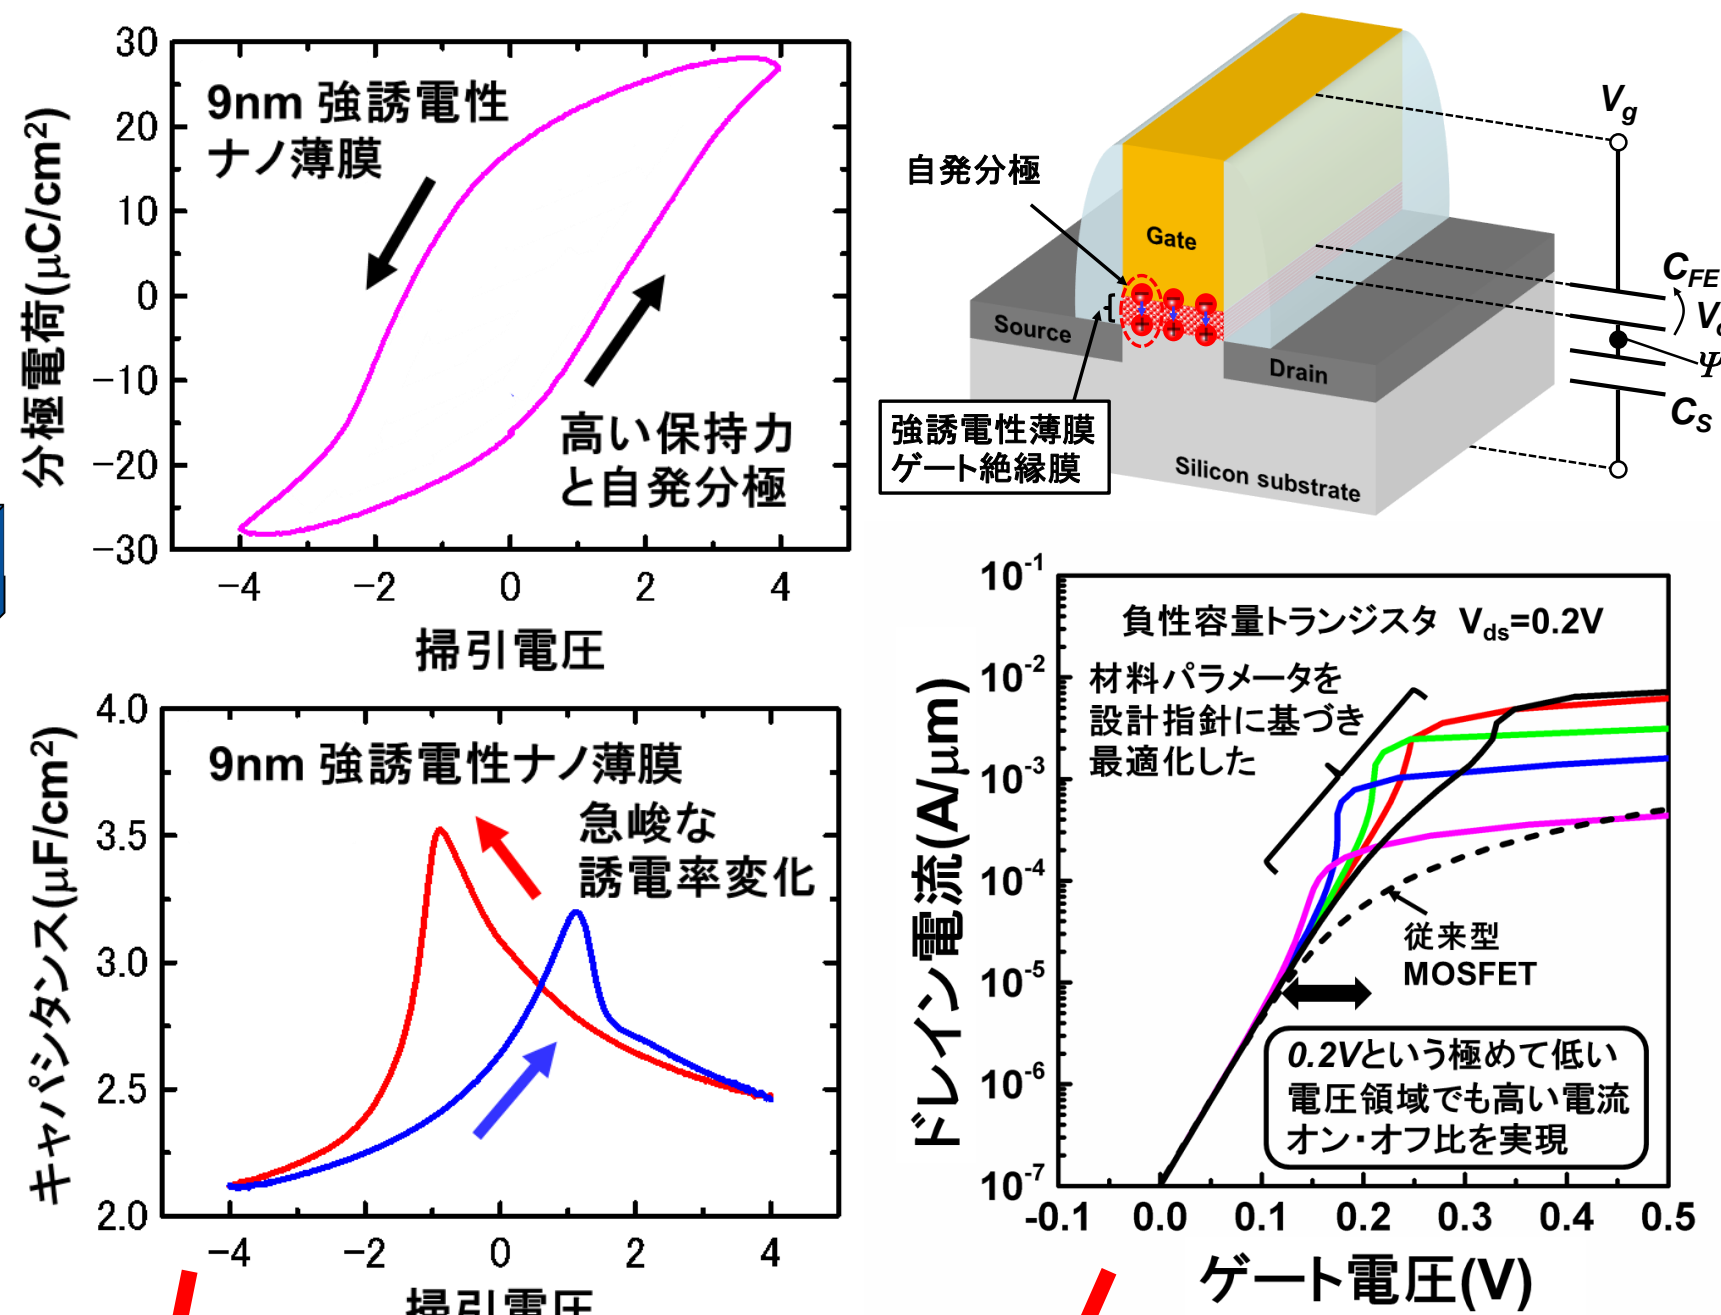 30
20
10
0
−10
−20
−30
分極電荷(μC/cm²)
9nm 強誘電性
ナノ薄膜
高い保持力
と自発分極
−4
−2
0
2
4
掃引電圧
自発分極
Gate
Source
Drain
強誘電性薄膜
ゲート絶縁膜
Silicon substrate
Vg
CFE
Ψ
CS
4.0
3.5
3.0
2.5
2.0
キャパシタンス(μF/cm²)
9nm 強誘電性ナノ薄膜
急峻な
誘電率変化
−4
−2
0
2
4
掃引電圧
10-1
10-2
10-3
10-4
10-5
10-6
10-7
ドレイン電流(A/μm)
負性容量トランジスタ Vds=0.2V
材料パラメータを
設計指針に基づき
最適化した
従来型
MOSFET
0.2Vという極めて低い
電圧領域でも高い電流
オン・オフ比を実現
-0.1
0.0
0.1
0.2
0.3
0.4
0.5
ゲート電圧(V)